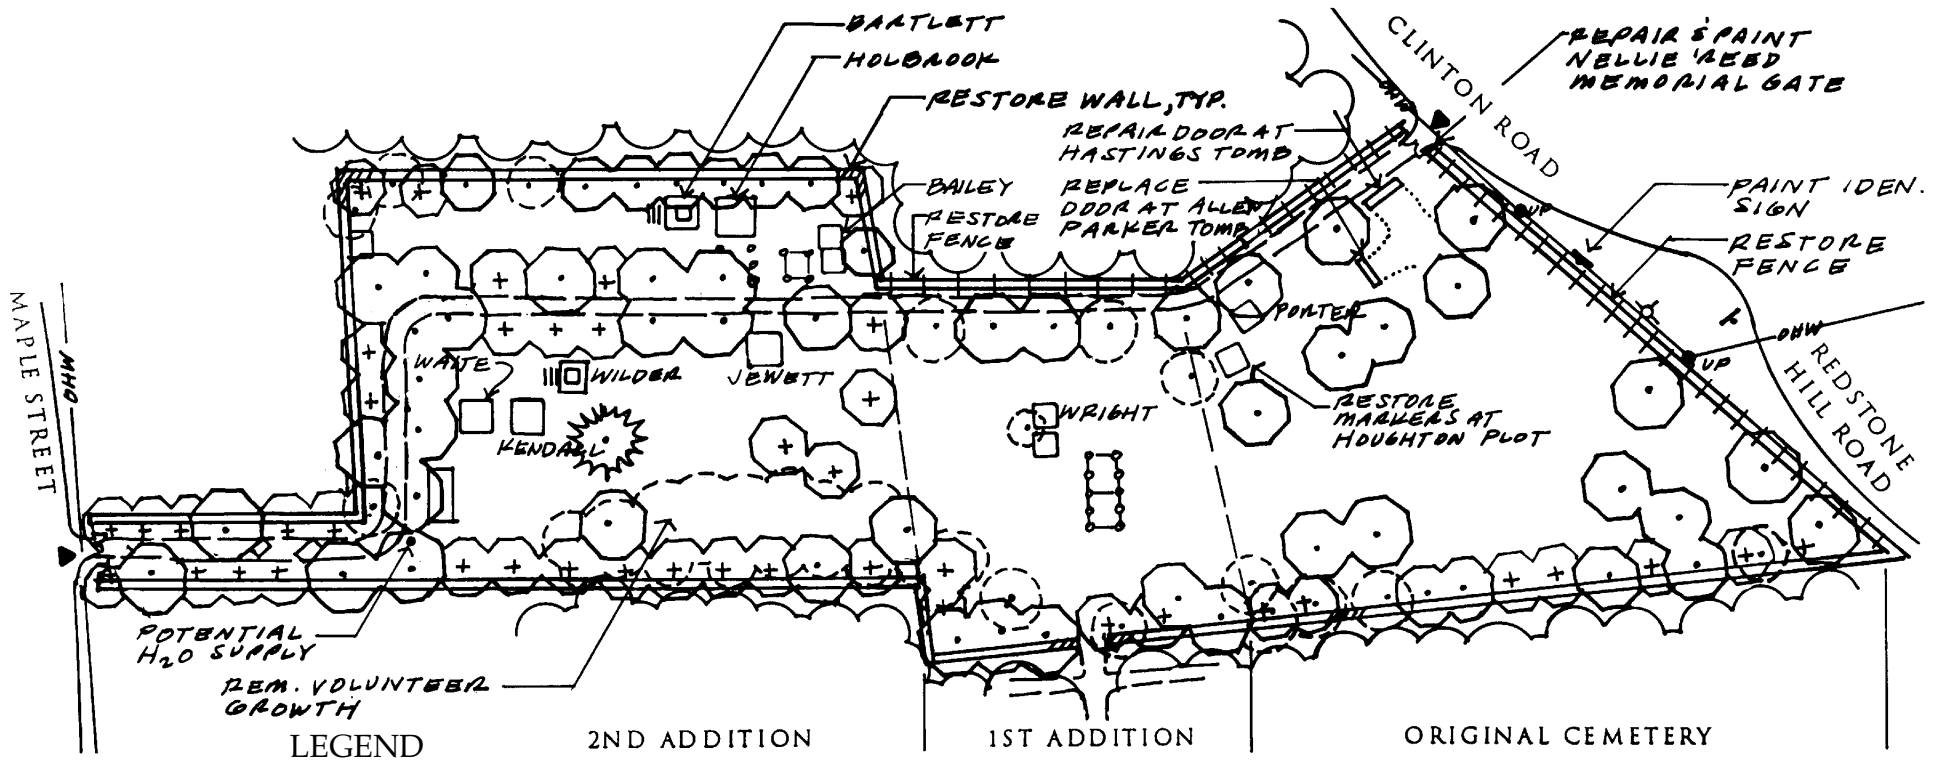 BARTLETT
HOLBROOK
RESTORE WALL, TYP.
REPAIR DOOR AT
HASTINGS TOMB
BAILEY
RESTORE
FENCE
REPLACE
DOOR AT ALLEN
PARKER TOMB
CLINTON ROAD
OHW
REPAIR & PAINT
NELLIE REED
MEMORIAL GATE
PAINT IDEN.
SIGN
UP
RESTORE
FENCE
OHW
UP
REDSTONE
HILL ROAD
PORTER
RESTORE
MARKERS AT
HOUGHTON PLOT
WRIGHT
JEWETT
WILDER
WAITE
KENDALL
MAPLE STREET
OHW
POTENTIAL
H2O SUPPLY
REM. VOLUNTEER
GROWTH
LEGEND
2ND ADDITION
1ST ADDITION
ORIGINAL CEMETERY